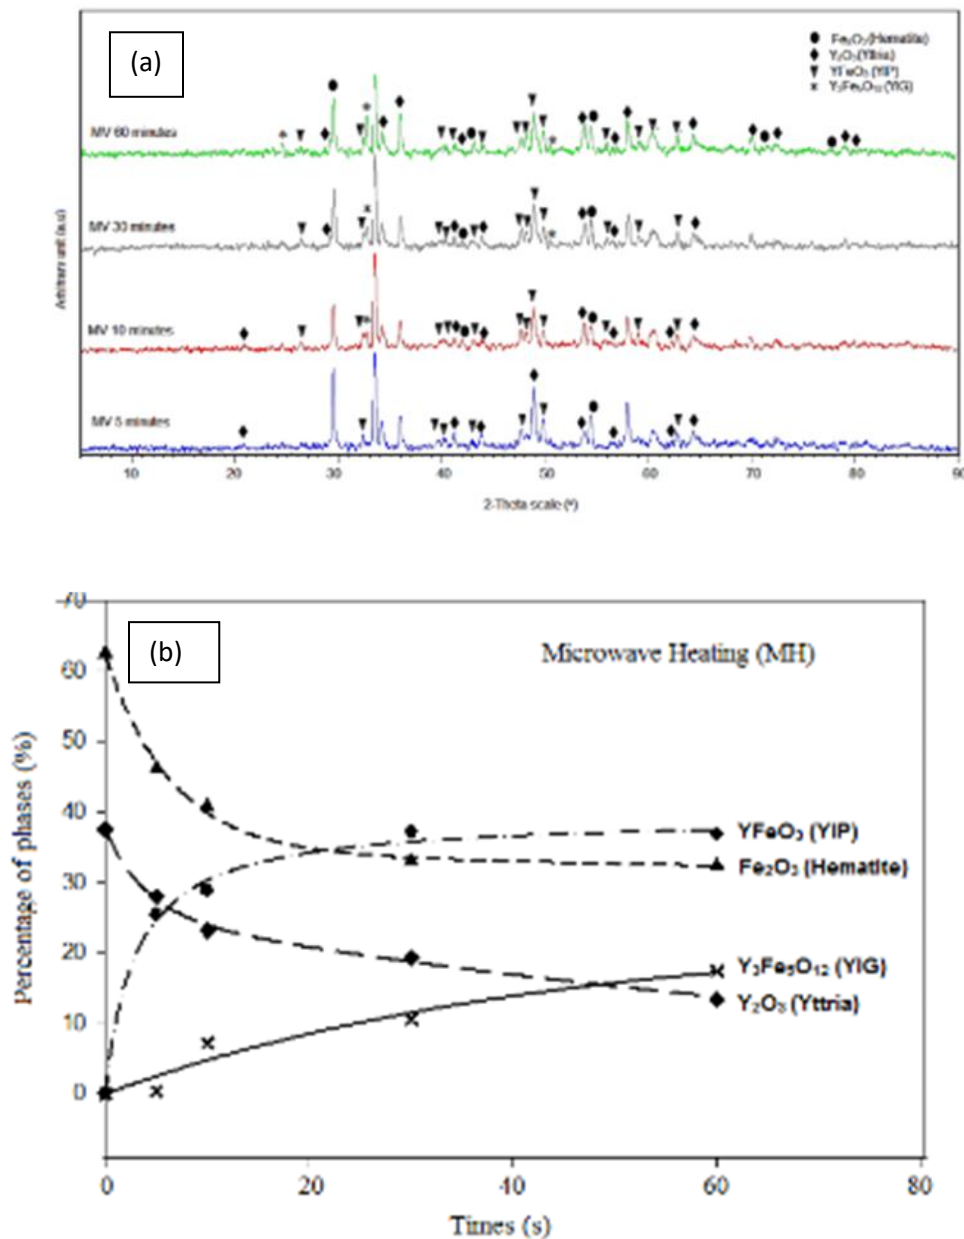 (a)
Fe₂O₃ (Hematite)
Y₂O₃ (Yttria)
YFeO₃ (YIP)
Y₃Fe₅O₁₂ (YIG)
MV 60 minutes
MV 30 minutes
MV 10 minutes
MV 5 minutes
Arbitrary unit (a.u)
10 20 30 40 50 60 70 80 90
2-Theta scale (°)
(b)
Microwave Heating (MH)
70
60
50
40
30
20
10
0
Percentage of phases (%)
YFeO₃ (YIP)
Fe₂O₃ (Hematite)
Y₃Fe₅O₁₂ (YIG)
Y₂O₃ (Yttria)
0 20 40 60 80
Times (s)